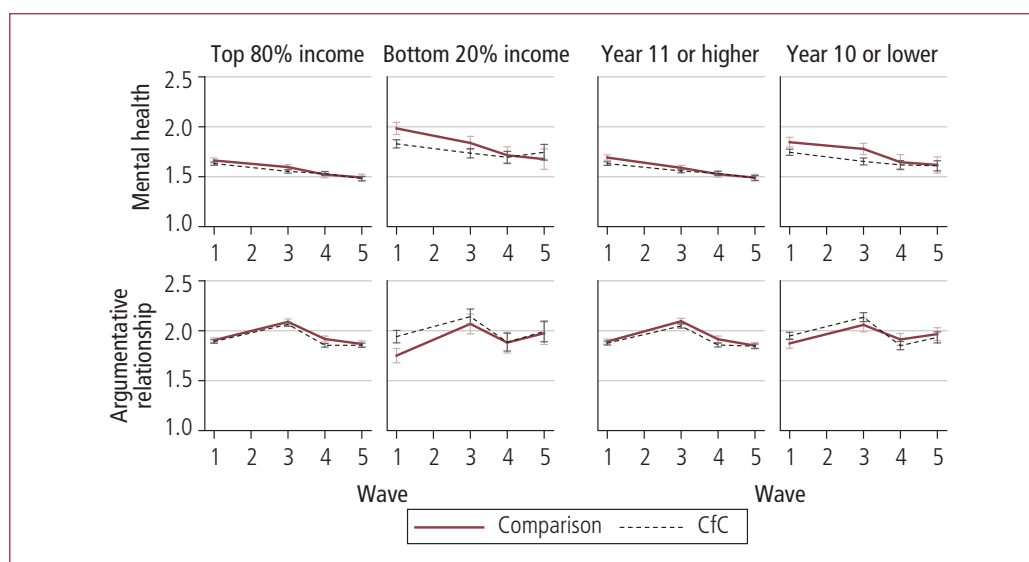 Top 80% income Bottom 20% income Year 11 or higher Year 10 or lower
Mental health
2.5
2.0
1.5
1.0
1 2 3 4 5 1 2 3 4 5 1 2 3 4 5 1 2 3 4 5
Argumentative
relationship
2.5
2.0
1.5
1.0
1 2 3 4 5 1 2 3 4 5 1 2 3 4 5 1 2 3 4 5
Wave Wave
Comparison CfC